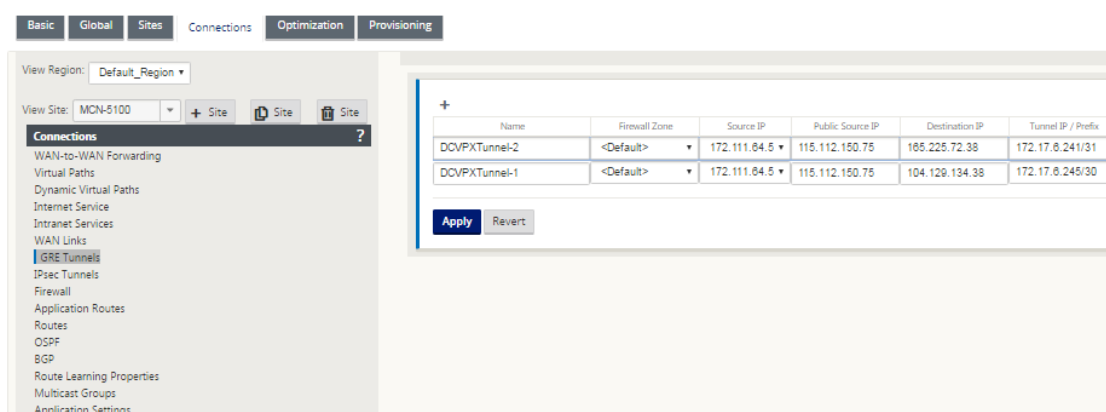 Basic Global Sites Connections Optimization Provisioning
View Region: Default_Region
View Site: MCN-5100 + Site Site Site
Connections ?
WAN-to-WAN Forwarding
Virtual Paths
Dynamic Virtual Paths
Internet Service
Intranet Services
WAN Links
GRE Tunnels
IPsec Tunnels
Firewall
Application Routes
Routes
OSPF
BGP
Route Learning Properties
Multicast Groups
Application Settings
+
Name Firewall Zone Source IP Public Source IP Destination IP Tunnel IP / Prefix
DCVPXTunnel-2 <Default> 172.111.64.5 115.112.150.75 165.225.72.38 172.17.6.241/31
DCVPXTunnel-1 <Default> 172.111.64.5 115.112.150.75 104.129.134.38 172.17.6.245/30
Apply Revert